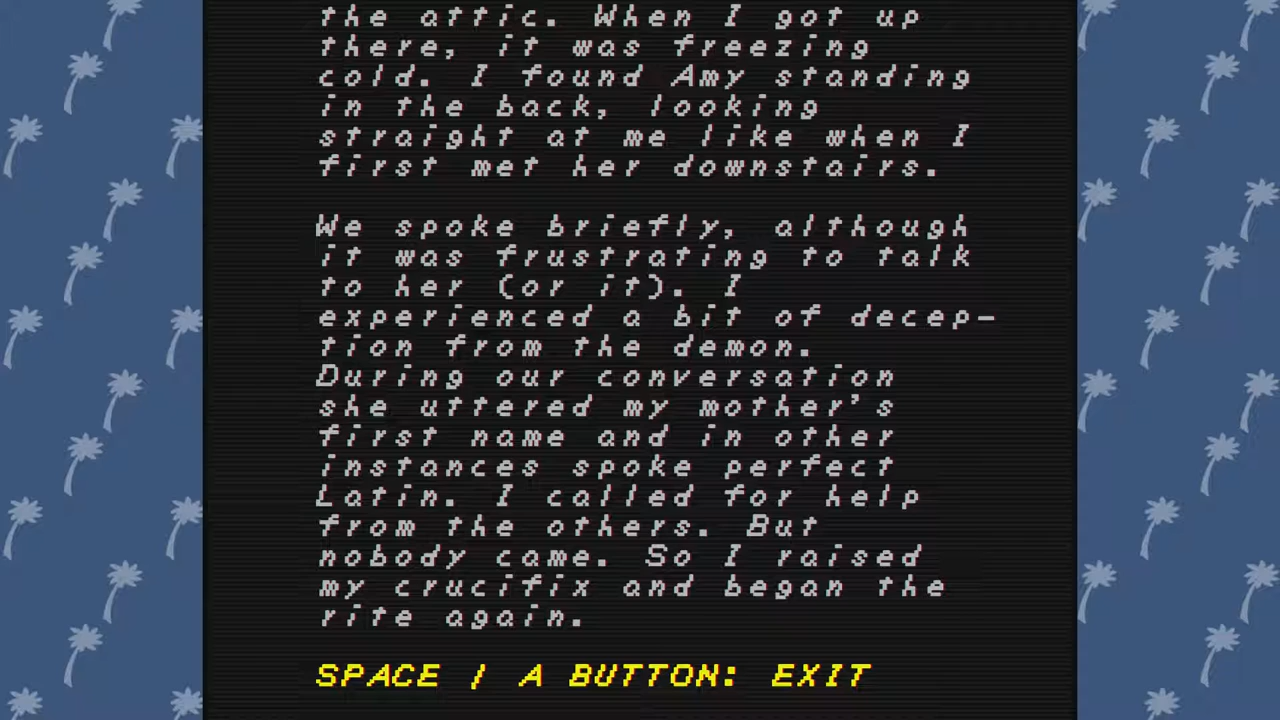 the attic. When I got up
there, it was freezing
cold. I found Amy standing
in the back, looking
straight at me like when I
first met her downstairs.
We spoke briefly, although
it was frustrating to talk
to her (or it). I
experienced a bit of decep-
tion from the demon.
During our conversation
she uttered my mother's
first name and in other
instances spoke perfect
Latin. I called for help
from the others. But
nobody came. So I raised
my crucifix and began the
rite again.
SPACE / A BUTTON: EXIT